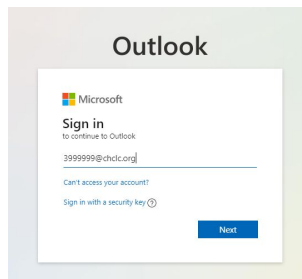 Outlook
Microsoft
Sign in
to continue to Outlook
3999999@chclc.org
Can't access your account?
Sign in with a security key ?
Next